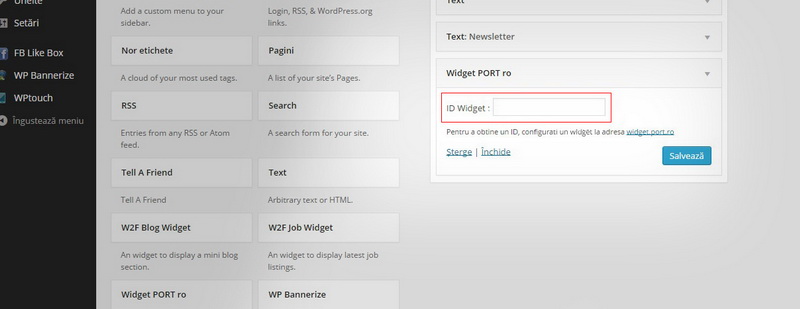 Unelte
Setări
FB Like Box
WP Bannerize
WPtouch
Îngustează meniu
Add a custom menu to your
sidebar.
Login, RSS, & WordPress.org
links.
Nor etichete
Pagini
A cloud of your most used tags.
A list of your site's Pages.
RSS
Search
Entries from any RSS or Atom
feed.
A search form for your site.
Tell A Friend
Text
Tell A Friend
Arbitrary text or HTML.
W2F Blog Widget
W2F Job Widget
An widget to display a mini blog
section.
An widget to display latest job
listings.
Widget PORT ro
WP Bannerize
Text
Text: Newsletter
Widget PORT ro
ID Widget :
Pentru a obtine un ID, configurati un widget la adresa widget.port.ro
Șterge | Închide
Salvează